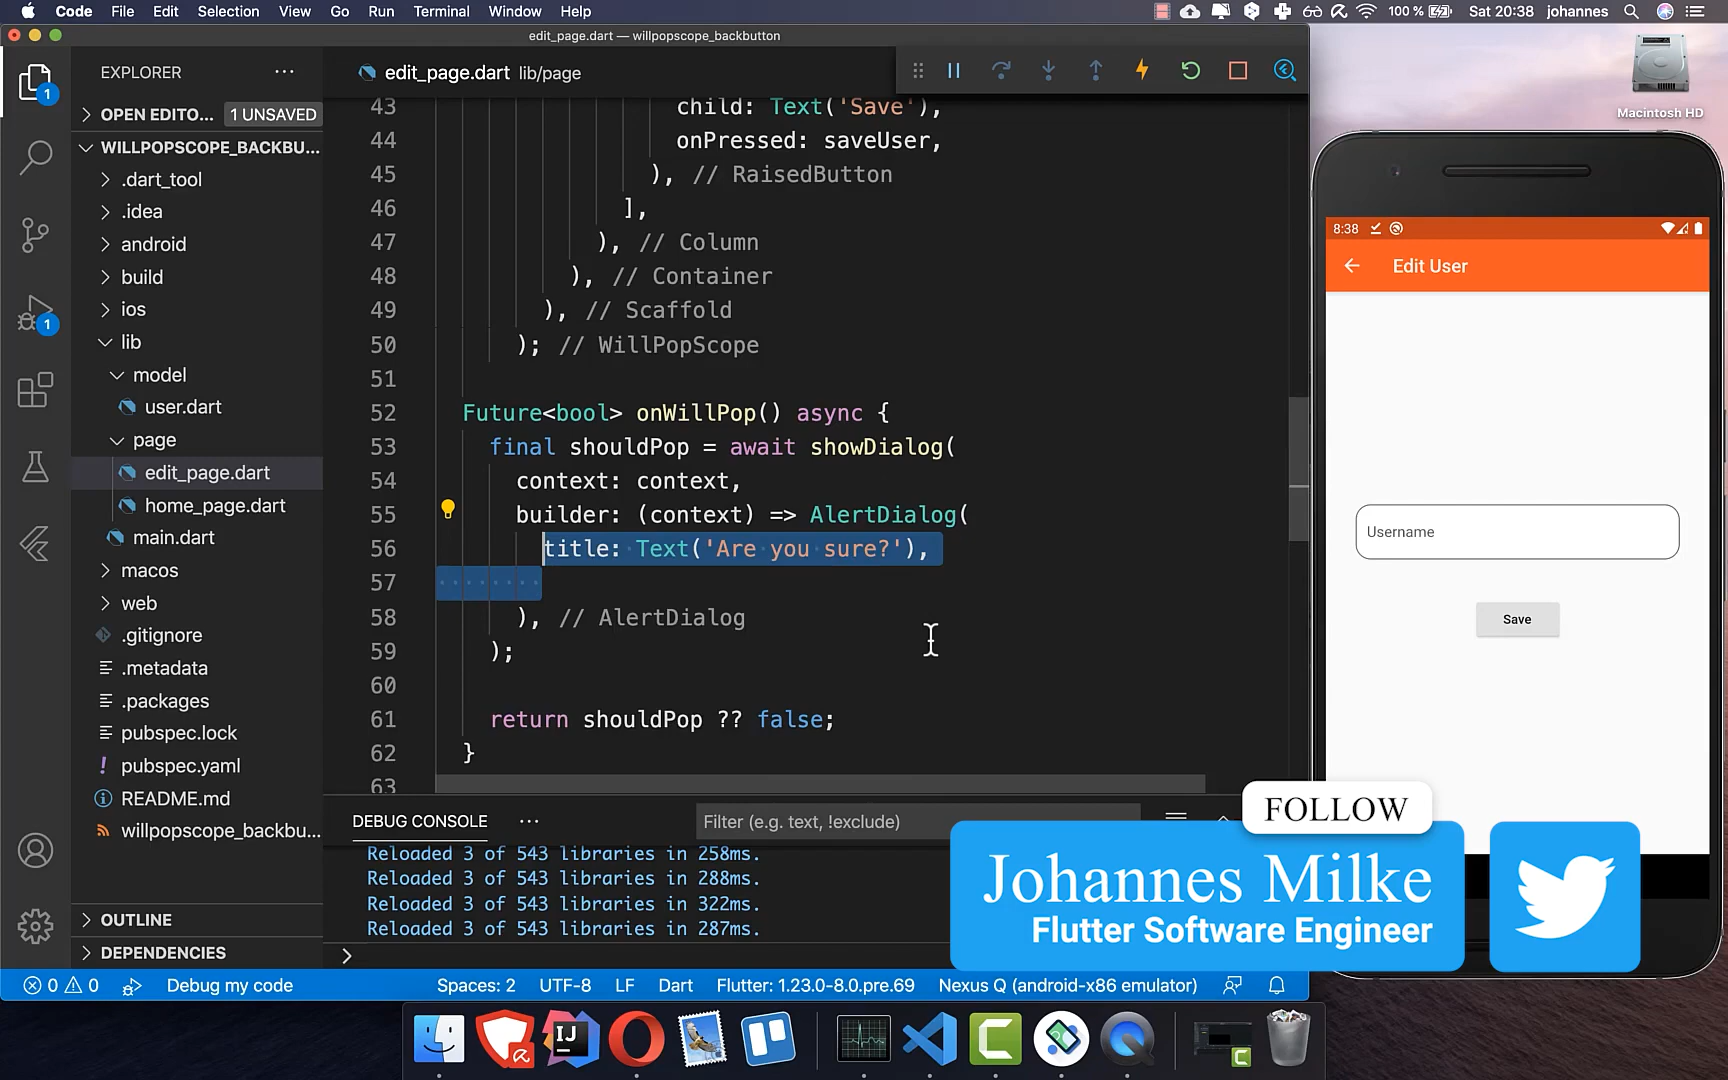 Code File Edit Selection View Go Run Terminal Window Help
100 % Sat 20:38 johannes
edit_page.dart — willpopscope_backbutton
EXPLORER
OPEN EDITO... 1 UNSAVED
WILLPOPSCOPE_BACKBU...
.dart_tool
.idea
android
build
ios
lib
model
user.dart
page
edit_page.dart
home_page.dart
main.dart
macos
web
.gitignore
.metadata
.packages
pubspec.lock
! pubspec.yaml
README.md
willpopscope_backbu...
OUTLINE
DEPENDENCIES
1
1
edit_page.dart lib/page
43 child: Text('Save'),
44 onPressed: saveUser,
45 ), // RaisedButton
46 ],
47 ), // Column
48 ), // Container
49 ), // Scaffold
50 ); // WillPopScope
51
52 Future<bool> onWillPop() async {
53 final shouldPop = await showDialog(
54 context: context,
55 builder: (context) => AlertDialog(
56 title: Text('Are you sure?'),
57
58 ), // AlertDialog
59 );
60
61 return shouldPop ?? false;
62 }
63
DEBUG CONSOLE
Filter (e.g. text, !exclude)
Reloaded 3 of 543 libraries in 258ms.
Reloaded 3 of 543 libraries in 288ms.
Reloaded 3 of 543 libraries in 322ms.
Reloaded 3 of 543 libraries in 287ms.
0 0 Debug my code Spaces: 2 UTF-8 LF Dart Flutter: 1.23.0-8.0.pre.69 Nexus Q (android-x86 emulator)
Macintosh HD
8:38
Edit User
Username
Save
FOLLOW
Johannes Milke
Flutter Software Engineer
IJ